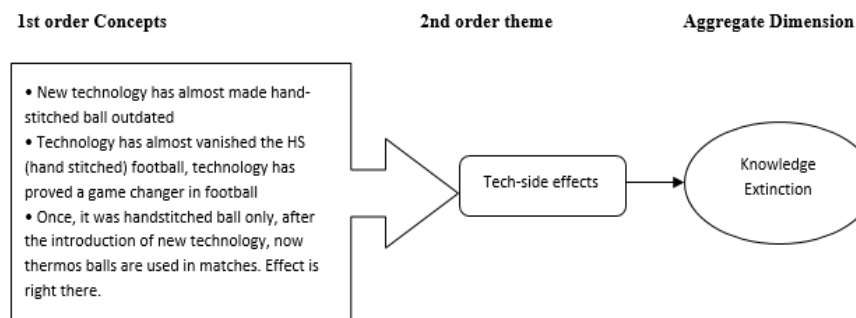 1st order Concepts
2nd order theme
Aggregate Dimension
• New technology has almost made hand-
stitched ball outdated
• Technology has almost vanished the HS
(hand stitched) football, technology has
proved a game changer in football
• Once, it was handstitched ball only, after
the introduction of new technology, now
thermos balls are used in matches. Effect is
right there.
Tech-side effects
Knowledge
Extinction